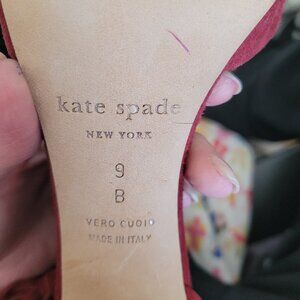 kate spade
NEW YORK
9
B
VERO CUOIO
MADE IN ITALY